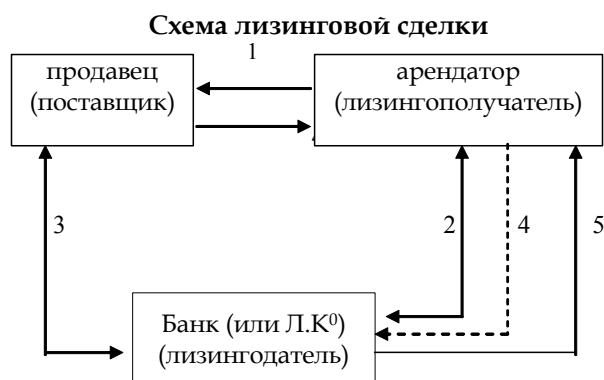 Схема лизинговой сделки
1
продавец
(поставщик)
арендатор
(лизингополучатель)
3
2
4
5
Банк (или Л.К⁰)
(лизингодатель)